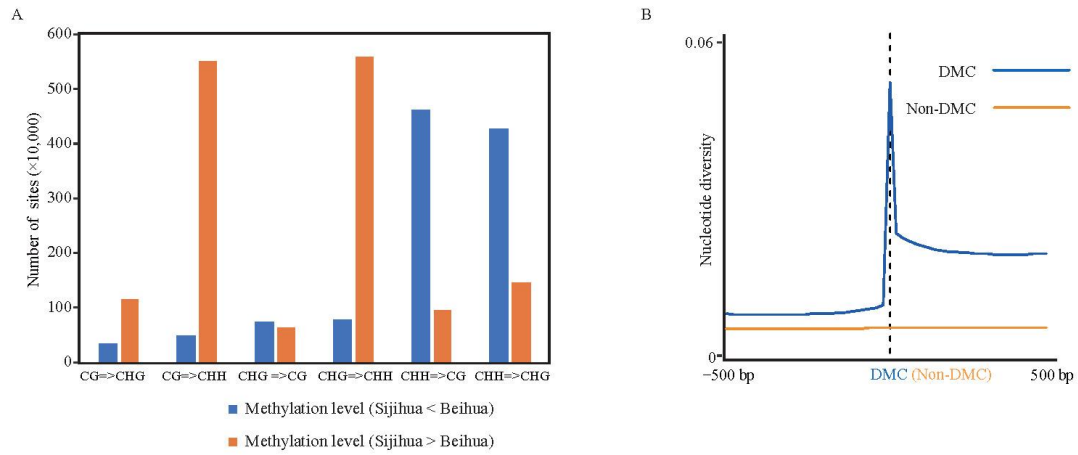 A
Number of sites (×10,000)
600
500
400
300
200
100
0
CG=>CHG CG=>CHH CHG =>CG CHG=>CHH CHH=>CG CHH=>CHG
Methylation level (Sijihua < Beihua)
Methylation level (Sijihua > Beihua)
B
Nucleotide diversity
0.06
0
DMC
Non-DMC
−500 bp DMC (Non-DMC) 500 bp